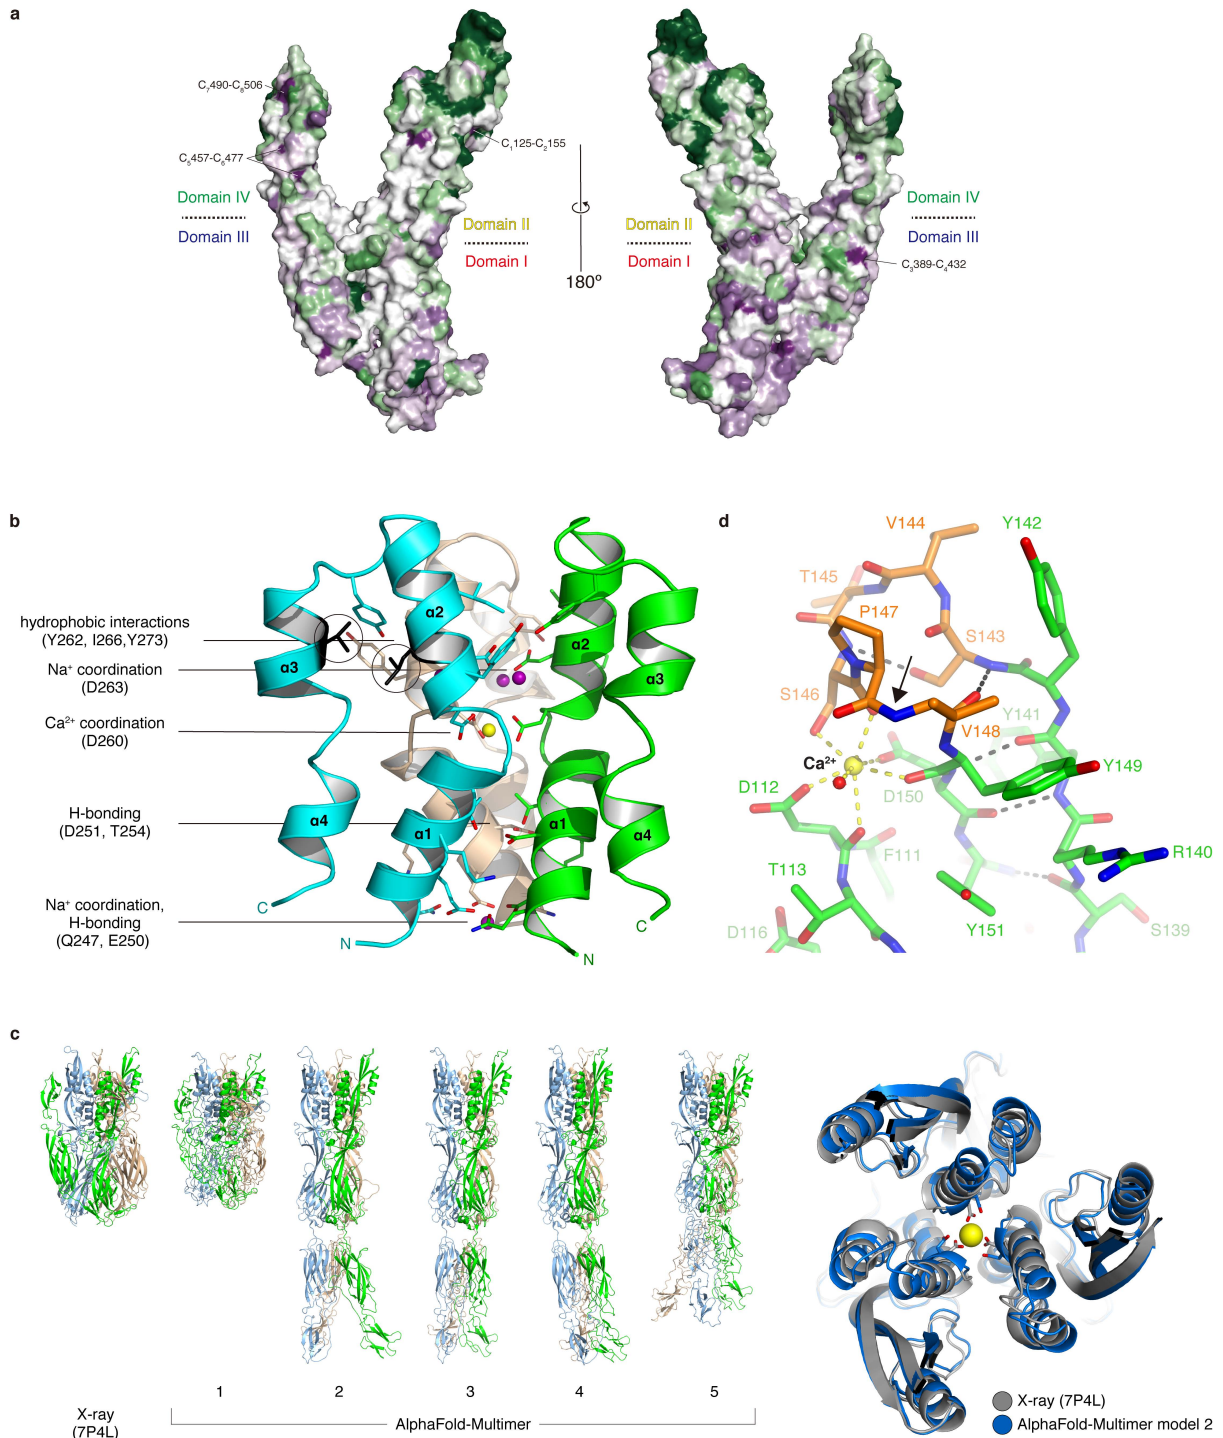 a
C₇490-C₈506
C₅457-C₆477
C₁125-C₂155
Domain IV
Domain III
Domain II
Domain I
180º
Domain II
Domain I
Domain IV
Domain III
C₃389-C₄432
b
hydrophobic interactions
(Y262, I266,Y273)
Na⁺ coordination
(D263)
Ca²⁺ coordination
(D260)
H-bonding
(D251, T254)
Na⁺ coordination,
H-bonding
(Q247, E250)
α3
α2
α2
α3
α4
α1
α1
α4
C
N
C
N
d
V144
Y142
T145
P147
S143
S146
Y141
V148
Ca²⁺
Y149
D112
D150
F111
R140
T113
D116
Y151
S139
c
1
2
3
4
5
X-ray
(7P4L)
AlphaFold-Multimer
X-ray (7P4L)
AlphaFold-Multimer model 2